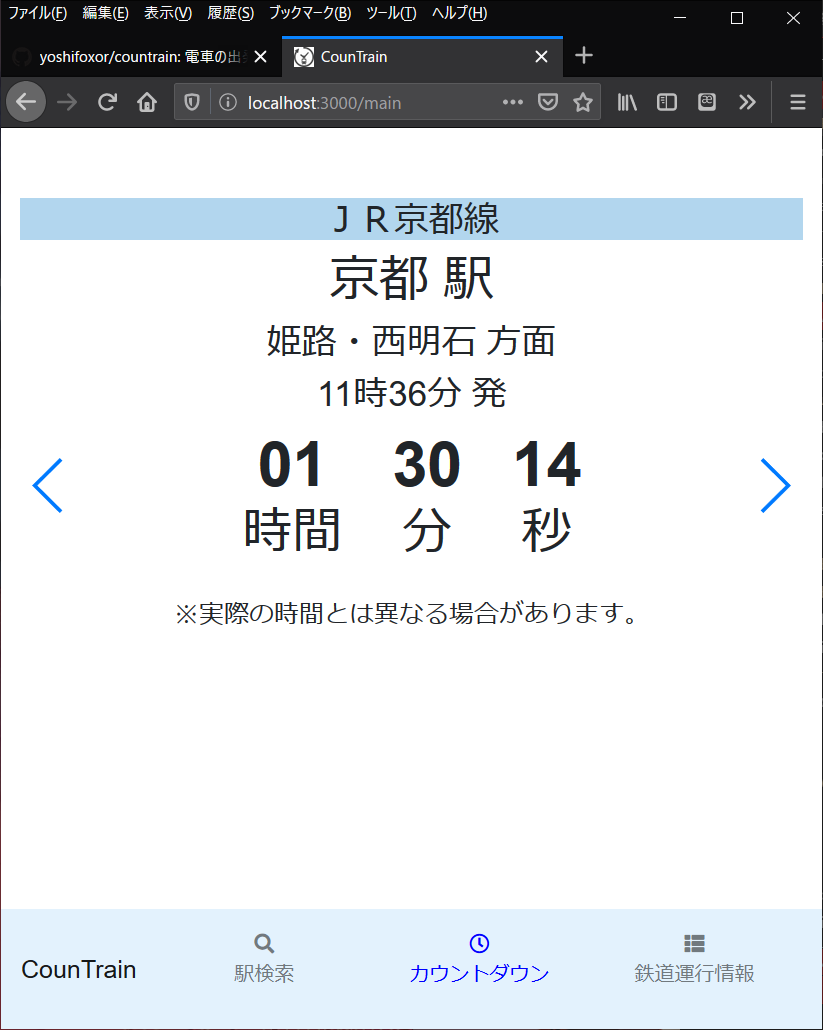 ファイル(F) 編集(E) 表示(V) 履歴(S) ブックマーク(B) ツール(T) ヘルプ(H)
yoshifoxor/countrain: 電車の出 CounTrain
localhost:3000/main
ＪＲ京都線
京都 駅
姫路・西明石 方面
11時36分 発
01 30 14
時間 分 秒
※実際の時間とは異なる場合があります。
CounTrain 駅検索 カウントダウン 鉄道運行情報